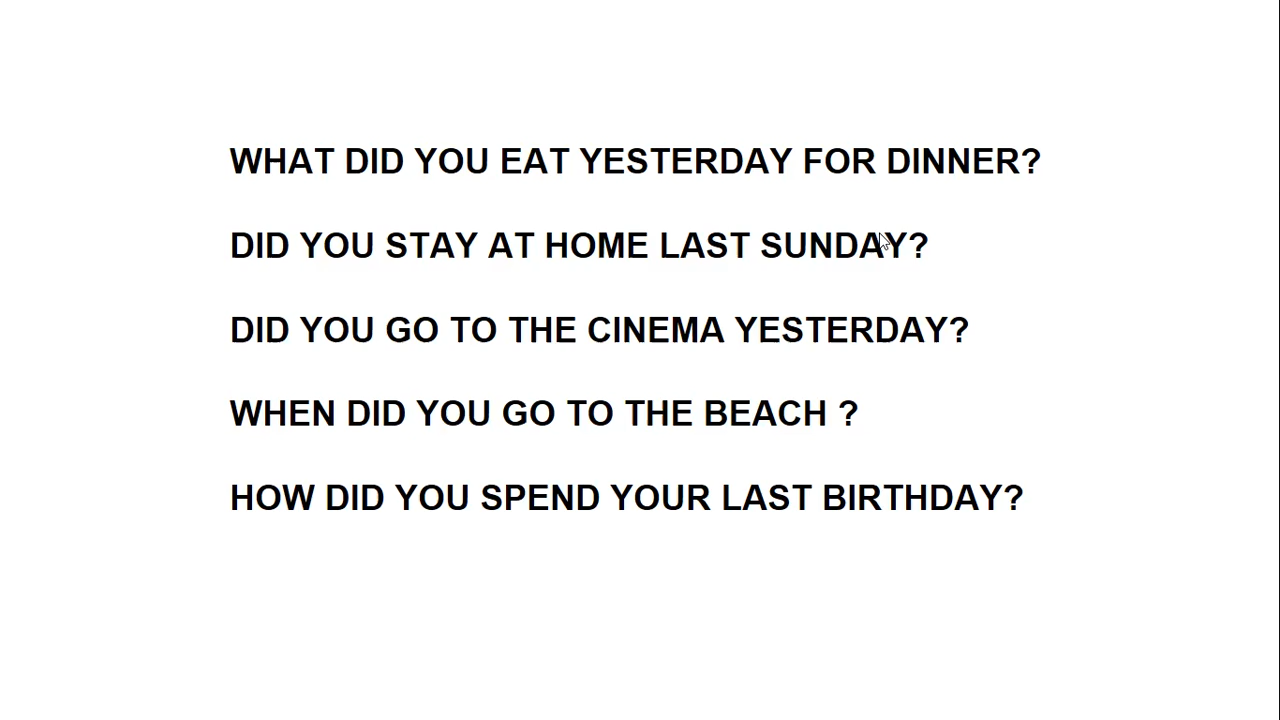 WHAT DID YOU EAT YESTERDAY FOR DINNER?
DID YOU STAY AT HOME LAST SUNDAY?
DID YOU GO TO THE CINEMA YESTERDAY?
WHEN DID YOU GO TO THE BEACH ?
HOW DID YOU SPEND YOUR LAST BIRTHDAY?